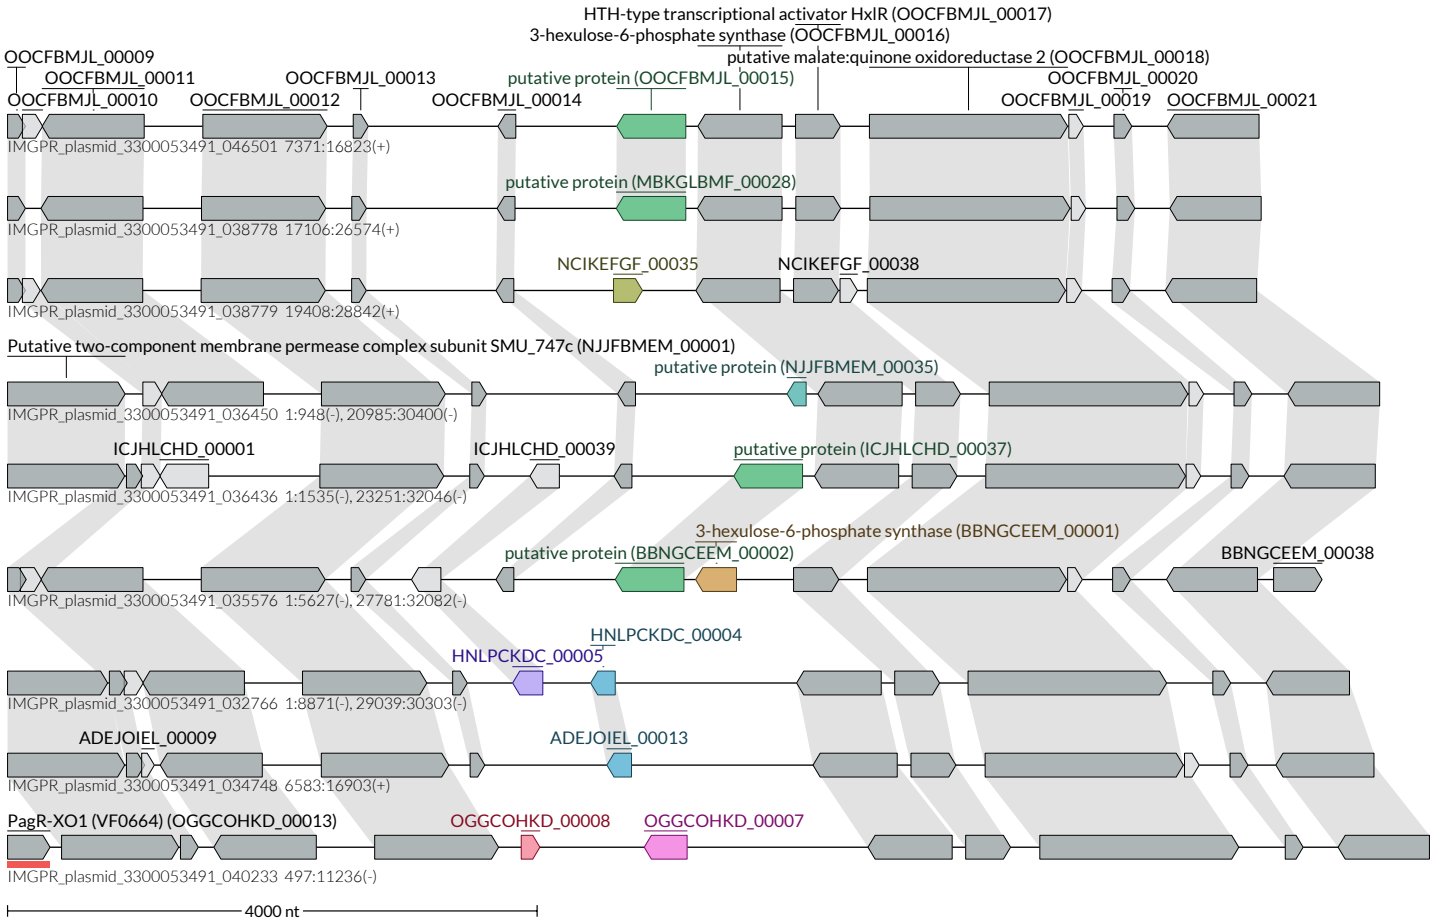 HTH-type transcriptional activator HxlR (OOCFBMJL_00017)
3-hexulose-6-phosphate synthase (OOCFBMJL_00016)
OOCFBMJL_00009
putative malate:quinone oxidoreductase 2 (OOCFBMJL_00018)
OOCFBMJL_00011
OOCFBMJL_00013
putative protein (OOCFBMJL_00015)
OOCFBMJL_00020
OOCFBMJL_00010
OOCFBMJL_00012
OOCFBMJL_00014
OOCFBMJL_00019
OOCFBMJL_00021
IMGPR_plasmid_3300053491_046501 7371:16823(+)
putative protein (MBKGLBMF_00028)
IMGPR_plasmid_3300053491_038778 17106:26574(+)
NCIKEFGF_00035
NCIKEFGF_00038
IMGPR_plasmid_3300053491_038779 19408:28842(+)
Putative two-component membrane permease complex subunit SMU_747c (NJJFBMEM_00001)
putative protein (NJJFBMEM_00035)
IMGPR_plasmid_3300053491_036450 1:948(-), 20985:30400(-)
ICJHLCHD_00001
ICJHLCHD_00039
putative protein (ICJHLCHD_00037)
IMGPR_plasmid_3300053491_036436 1:1535(-), 23251:32046(-)
3-hexulose-6-phosphate synthase (BBNGCEEM_00001)
putative protein (BBNGCEEM_00002)
BBNGCEEM_00038
IMGPR_plasmid_3300053491_035576 1:5627(-), 27781:32082(-)
HNLPCKDC_00004
HNLPCKDC_00005
IMGPR_plasmid_3300053491_032766 1:8871(-), 29039:30303(-)
ADEJOIEL_00009
ADEJOIEL_00013
IMGPR_plasmid_3300053491_034748 6583:16903(+)
PagR-XO1 (VF0664) (OGGCOHKD_00013)
OGGCOHKD_00008
OGGCOHKD_00007
IMGPR_plasmid_3300053491_040233 497:11236(-)
4000 nt